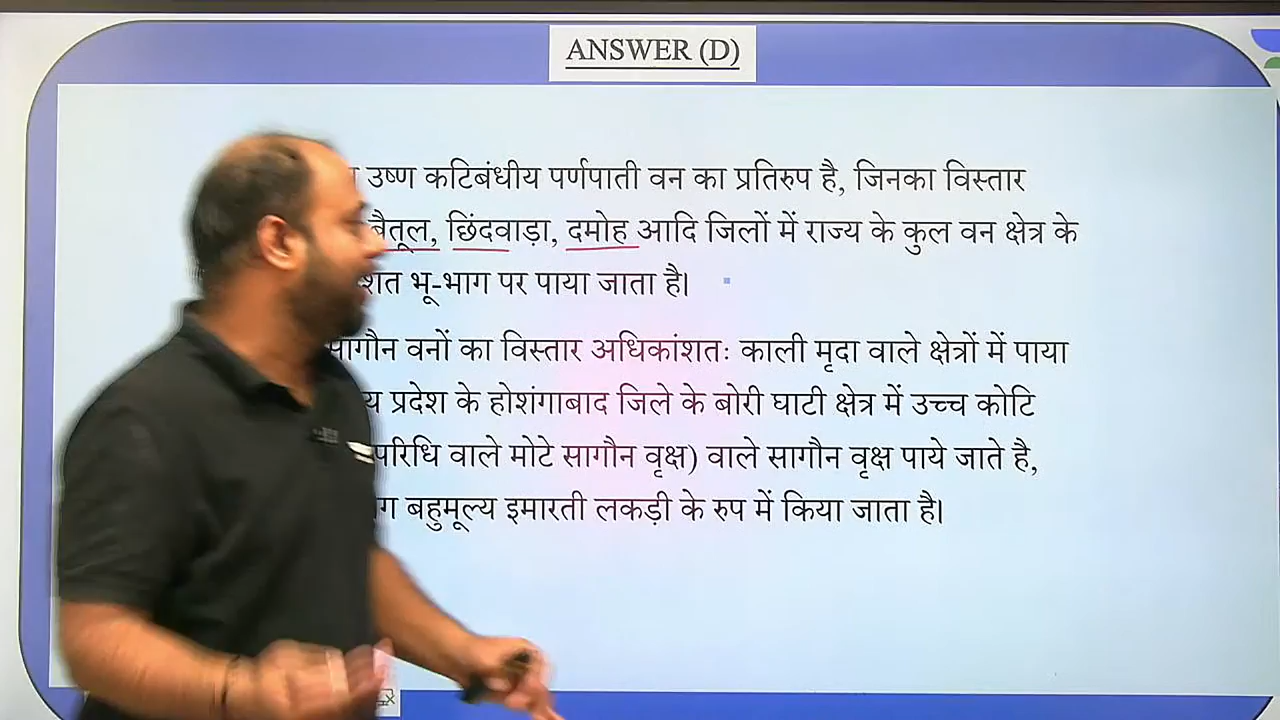 ANSWER (D)
उष्ण कटिबंधीय पर्णपाती वन का प्रतिरुप है, जिनका विस्तार
बैतूल, छिंदवाड़ा, दमोह आदि जिलों में राज्य के कुल वन क्षेत्र के
भू-भाग पर पाया जाता है।
सागौन वनों का विस्तार अधिकांशतः काली मृदा वाले क्षेत्रों में पाया
प्रदेश के होशंगाबाद जिले के बोरी घाटी क्षेत्र में उच्च कोटि
परिधि वाले मोटे सागौन वृक्ष) वाले सागौन वृक्ष पाये जाते है,
बहुमूल्य इमारती लकड़ी के रुप में किया जाता है।